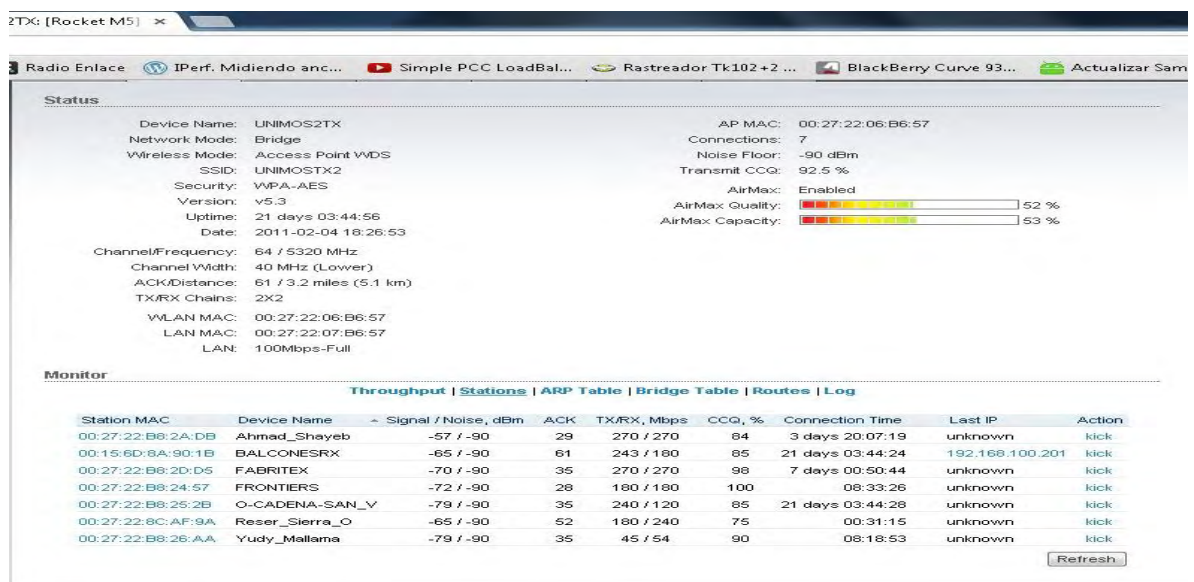 2TX: [Rocket M5] ×
Radio Enlace IPerf. Midiendo anc... Simple PCC LoadBal... Rastreador Tk102+2 ... BlackBerry Curve 93... Actualizar Sam
Status
Device Name: UNIMOS2TX
Network Mode: Bridge
Wireless Mode: Access Point WDS
SSID: UNIMOSTX2
Security: WPA-AES
Version: v5.3
Uptime: 21 days 03:44:56
Date: 2011-02-04 18:26:53
Channel/Frequency: 64 / 5320 MHz
Channel Width: 40 MHz (Lower)
ACK/Distance: 61 / 3.2 miles (5.1 km)
TX/RX Chains: 2X2
WLAN MAC: 00:27:22:06:B6:57
LAN MAC: 00:27:22:07:B6:57
LAN: 100Mbps-Full
AP MAC: 00:27:22:06:B6:57
Connections: 7
Noise Floor: -90 dBm
Transmit CCQ: 92.5 %
AirMax: Enabled
AirMax Quality: 52 %
AirMax Capacity: 53 %
Monitor
Throughput | Stations | ARP Table | Bridge Table | Routes | Log
Station MAC Device Name Signal / Noise, dBm ACK TX/RX, Mbps CCQ, % Connection Time Last IP Action
00:27:22:B8:2A:DB Ahmad_Shayeb -57 / -90 29 270 / 270 84 3 days 20:07:19 unknown kick
00:15:6D:8A:90:1B BALCONESRX -65 / -90 61 243 / 180 85 21 days 03:44:24 192.168.100.201 kick
00:27:22:B8:2D:D5 FABRITEX -70 / -90 35 270 / 270 98 7 days 00:50:44 unknown kick
00:27:22:B8:24:57 FRONTIERS -72 / -90 28 180 / 180 100 08:33:26 unknown kick
00:27:22:B8:25:2B O-CADENA-SAN_V -79 / -90 35 240 / 120 85 21 days 03:44:28 unknown kick
00:27:22:8C:AF:9A Reser_Sierra_O -65 / -90 52 180 / 240 75 00:31:15 unknown kick
00:27:22:B8:26:AA Yudy_Mallama -79 / -90 35 45 / 54 90 08:18:53 unknown kick
Refresh